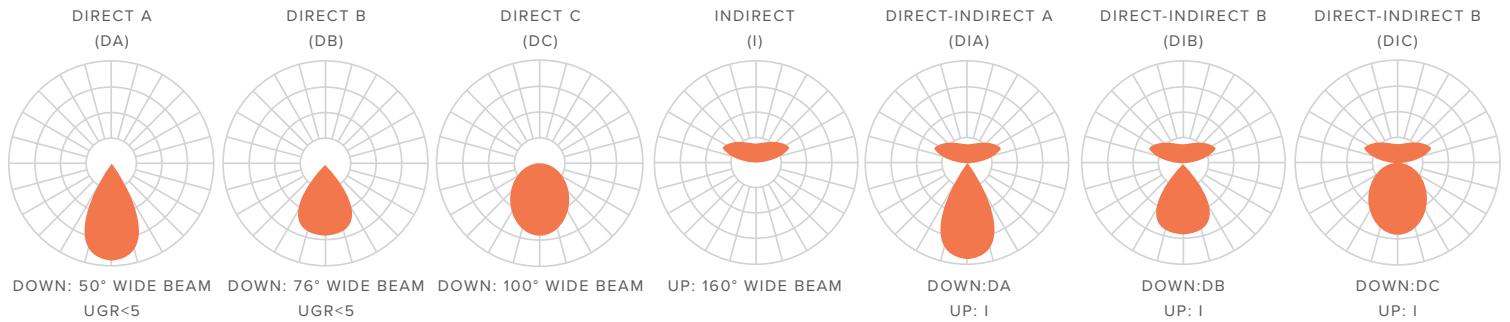 DIRECT A
(DA)
DOWN: 50° WIDE BEAM
UGR<5
DIRECT B
(DB)
DOWN: 76° WIDE BEAM
UGR<5
DIRECT C
(DC)
DOWN: 100° WIDE BEAM
INDIRECT
(I)
UP: 160° WIDE BEAM
DIRECT-INDIRECT A
(DIA)
DOWN:DA
UP: I
DIRECT-INDIRECT B
(DIB)
DOWN:DB
UP: I
DIRECT-INDIRECT B
(DIC)
DOWN:DC
UP: I